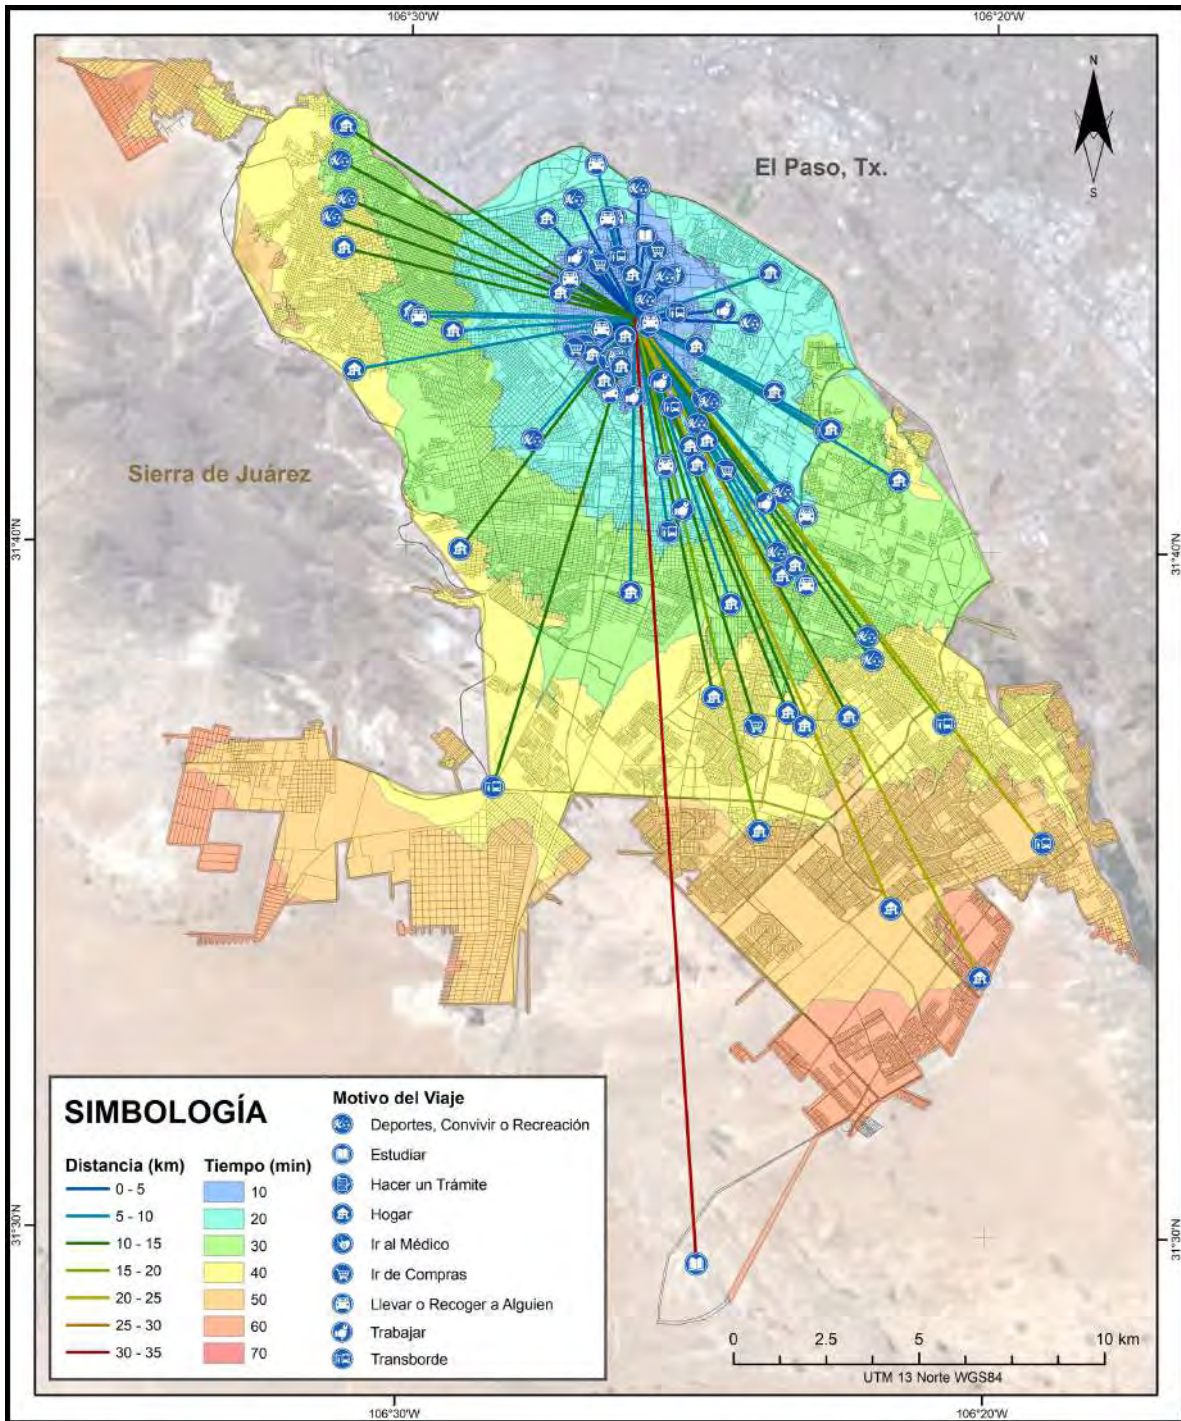 106°30'W
106°20'W
N
S
El Paso, Tx.
Sierra de Juárez
31°40'N
31°40'N
31°30'N
31°30'N
SIMBOLOGÍA
Distancia (km)
0 - 5
5 - 10
10 - 15
15 - 20
20 - 25
25 - 30
30 - 35
Tiempo (min)
10
20
30
40
50
60
70
Motivo del Viaje
Deportes, Convivir o Recreación
Estudiar
Hacer un Trámite
Hogar
Ir al Médico
Ir de Compras
Llevar o Recoger a Alguien
Trabajar
Transborde
0 2.5 5 10 km
UTM 13 Norte WGS84
106°30'W
106°20'W